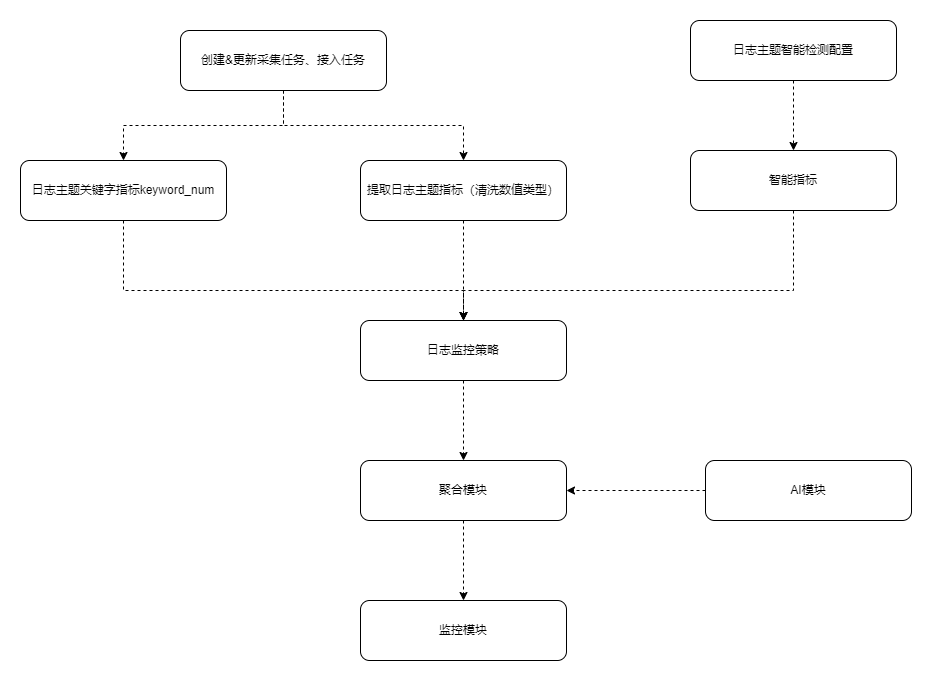 创建&更新采集任务、接入任务
日志主题智能检测配置
日志主题关键字指标keyword_num
提取日志主题指标（清洗数值类型）
智能指标
日志监控策略
聚合模块
AI模块
监控模块